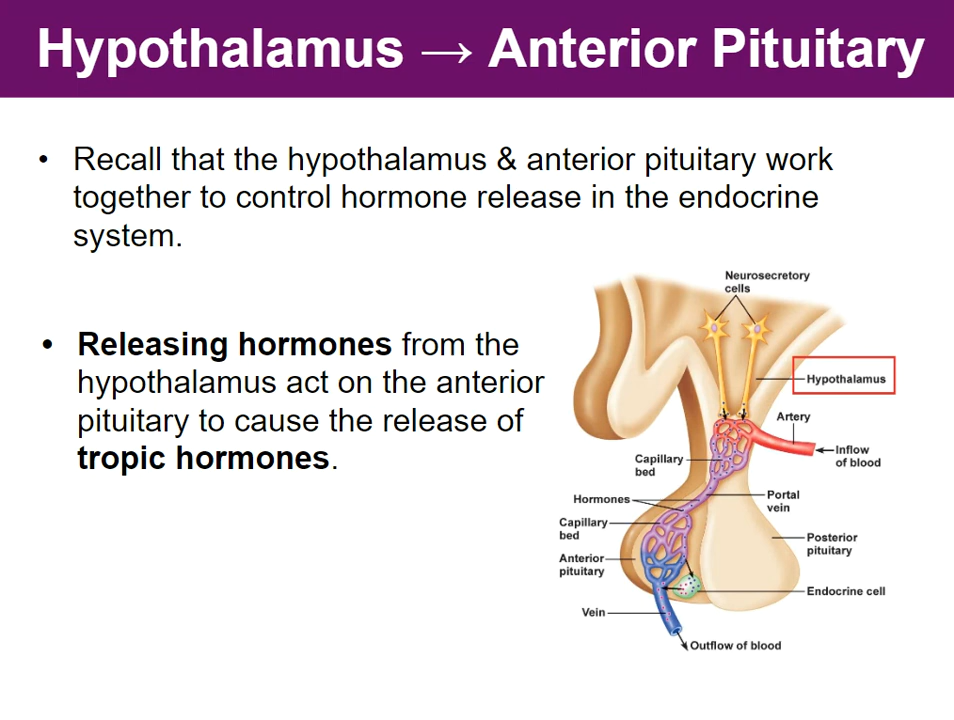 Hypothalamus → Anterior Pituitary
• Recall that the hypothalamus & anterior pituitary work
together to control hormone release in the endocrine
system.
• Releasing hormones from the
hypothalamus act on the anterior
pituitary to cause the release of
tropic hormones.
Neurosecretory
cells
Hypothalamus
Artery
Inflow
of blood
Capillary
bed
Hormones
Portal
vein
Capillary
bed
Posterior
pituitary
Anterior
pituitary
Endocrine cell
Vein
Outflow of blood